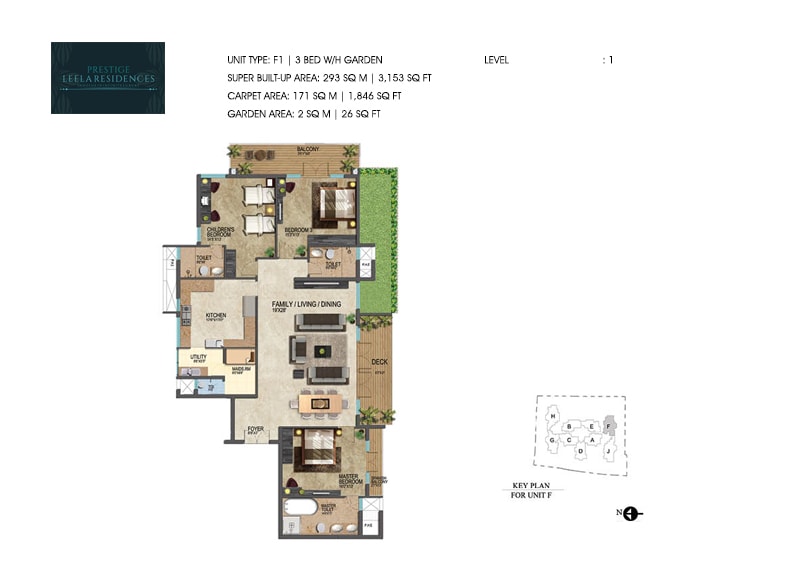 PRESTIGE
LEELA RESIDENCES
UNIT TYPE: F1 | 3 BED W/H GARDEN
LEVEL : 1
SUPER BUILT-UP AREA: 293 SQ M | 3,153 SQ FT
CARPET AREA: 171 SQ M | 1,846 SQ FT
GARDEN AREA: 2 SQ M | 26 SQ FT
BALCONY
CHILDREN'S
BEDROOM
BEDROOM 3
TOILET
TOILET
FAMILY / LIVING / DINING
19'X28'
KITCHEN
UTILITY
MAIDS.RM
DECK
FOYER
MASTER
BEDROOM
BALCONY
MASTER
TOILET
H
B
E
F
G
C
A
D
J
KEY PLAN
FOR UNIT F
N